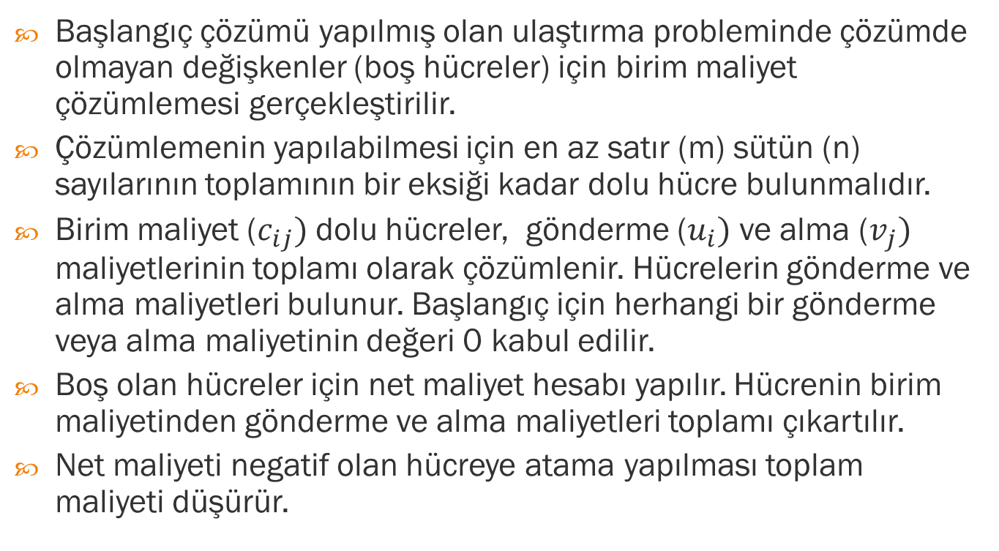 Başlangıç çözümü yapılmış olan ulaştırma probleminde çözümde
olmayan değişkenler (boş hücreler) için birim maliyet
çözümlemesi gerçekleştirilir.
Çözümlemenin yapılabilmesi için en az satır (m) sütün (n)
sayılarının toplamının bir eksiği kadar dolu hücre bulunmalıdır.
Birim maliyet (c_{ij}) dolu hücreler, gönderme (u_i) ve alma (v_j)
maliyetlerinin toplamı olarak çözümlenir. Hücrelerin gönderme ve
alma maliyetleri bulunur. Başlangıç için herhangi bir gönderme
veya alma maliyetinin değeri 0 kabul edilir.
Boş olan hücreler için net maliyet hesabı yapılır. Hücrenin birim
maliyetinden gönderme ve alma maliyetleri toplamı çıkartılır.
Net maliyeti negatif olan hücreye atama yapılması toplam
maliyeti düşürür.